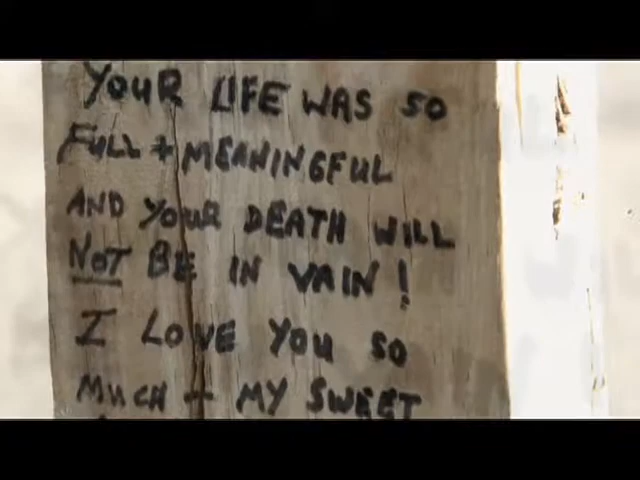 YOUR LIFE WAS SO
FULL + MEANINGFUL
AND YOUR DEATH WILL
NOT BE IN VAIN!
I LOVE YOU SO
MUCH - MY SWEET